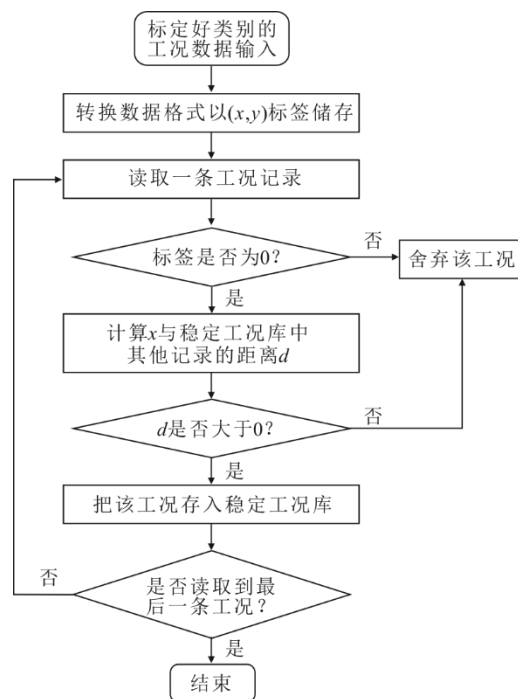 标定好类别的
工况数据输入
转换数据格式以(x,y)标签储存
读取一条工况记录
标签是否为0?
否
舍弃该工况
是
计算x与稳定工况库中
其他记录的距离d
d是否大于0?
否
是
把该工况存入稳定工况库
否
是否读取到最
后一条工况?
是
结束